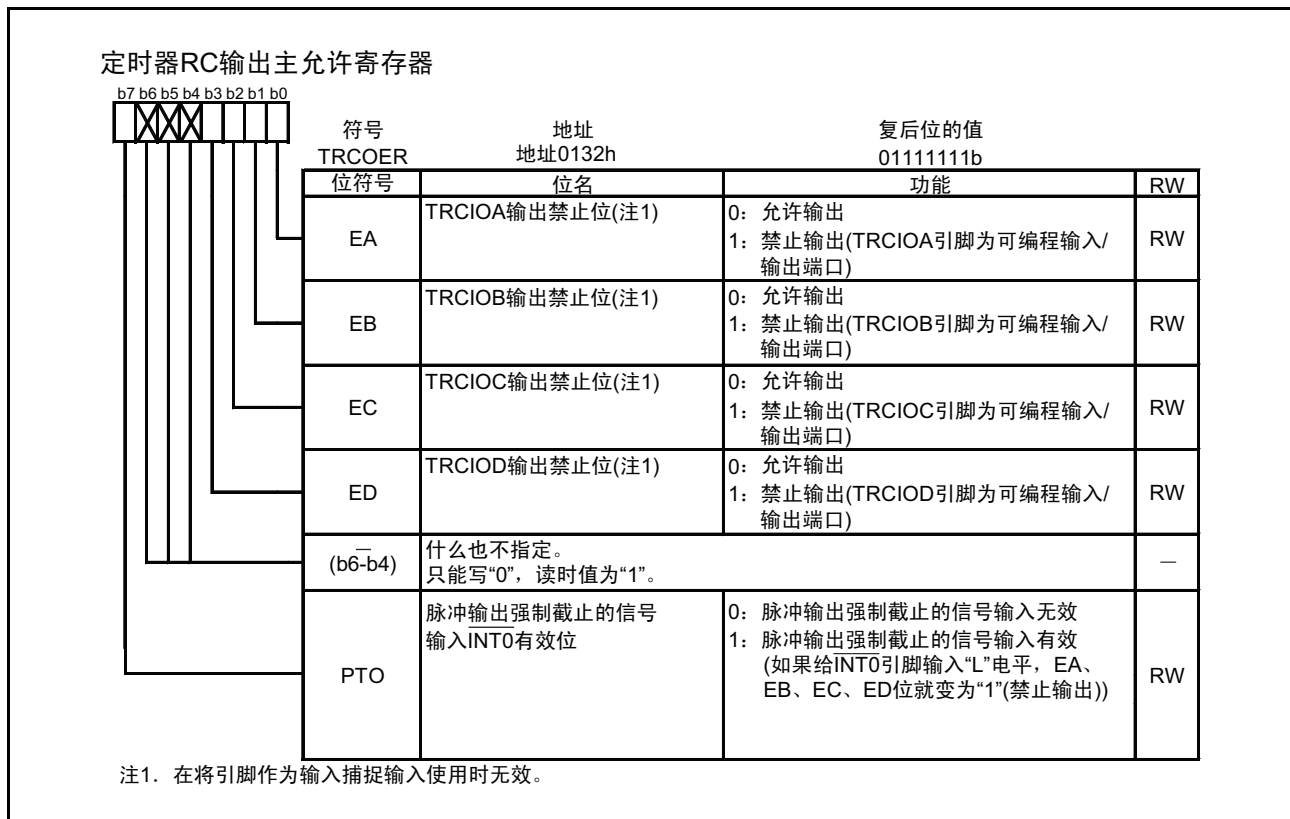 定时器RC输出主允许寄存器
b7 b6 b5 b4 b3 b2 b1 b0
符号 地址 复后位的值
TRCOER 地址0132h 01111111b
位符号 位名 功能 RW
EA TRCIOA输出禁止位(注1) 0：允许输出 RW
1：禁止输出(TRCIOA引脚为可编程输入/
输出端口)
EB TRCIOB输出禁止位(注1) 0：允许输出 RW
1：禁止输出(TRCIOB引脚为可编程输入/
输出端口)
EC TRCIOC输出禁止位(注1) 0：允许输出 RW
1：禁止输出(TRCIOC引脚为可编程输入/
输出端口)
ED TRCIOD输出禁止位(注1) 0：允许输出 RW
1：禁止输出(TRCIOD引脚为可编程输入/
输出端口)
—
(b6-b4) 什么也不指定。 —
只能写“0”，读时值为“1”。
PTO 脉冲输出强制截止的信号 0：脉冲输出强制截止的信号输入无效 RW
输入INT0有效位 1：脉冲输出强制截止的信号输入有效
(如果给INT0引脚输入“L”电平，EA、
EB、EC、ED位就变为“1”(禁止输出))
注1. 在将引脚作为输入捕捉输入使用时无效。